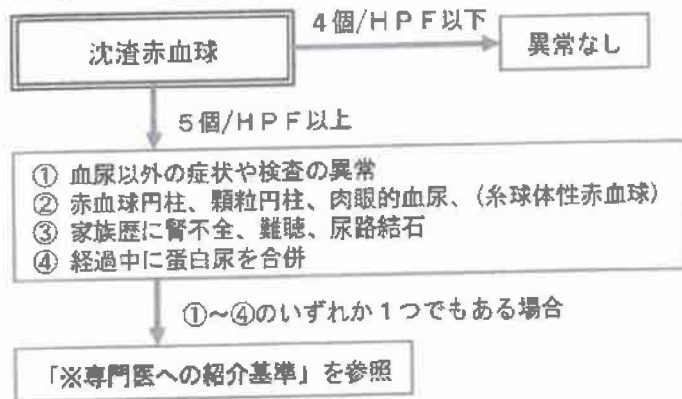 4個/HPF以下
沈渣赤血球
異常なし
5個/HPF以上
① 血尿以外の症状や検査の異常
② 赤血球円柱、顆粒円柱、肉眼的血尿、(糸球体性赤血球)
③ 家族歴に腎不全、難聴、尿路結石
④ 経過中に蛋白尿を合併
①~④のいずれか1つでもある場合
「※専門医への紹介基準」を参照